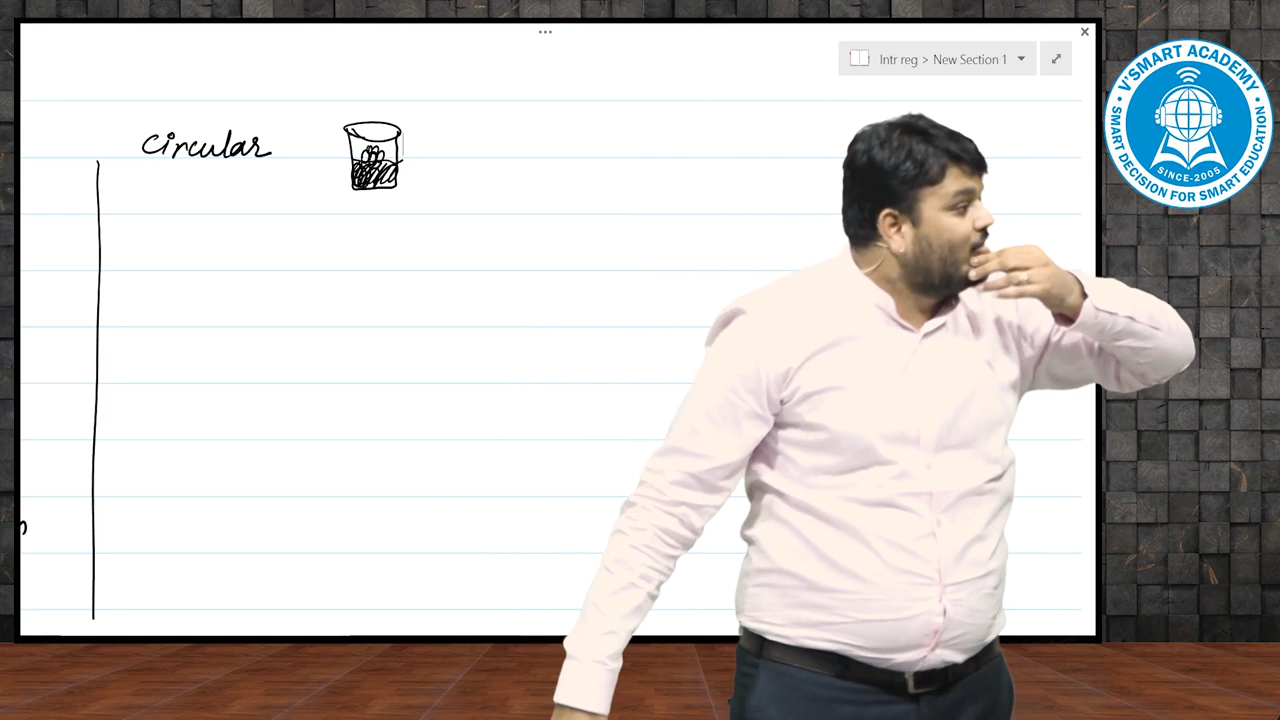 Intr reg > New Section 1
circular
V'SMART ACADEMY
SINCE-2005
SMART DECISION FOR SMART EDUCATION